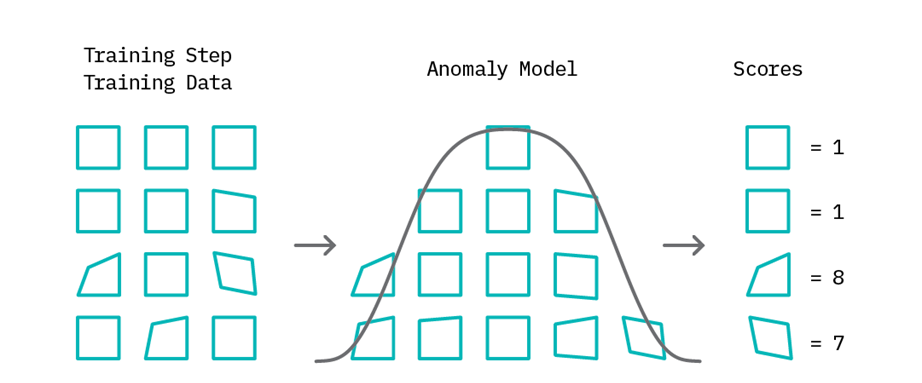 Training Step
Training Data
Anomaly Model
Scores
= 1
= 1
= 8
= 7